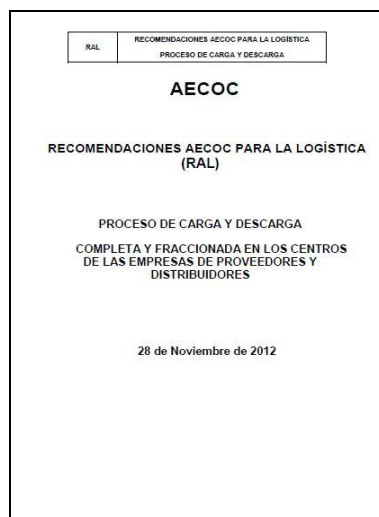 RAL
RECOMENDACIONES AECOC PARA LA LOGÍSTICA
PROCESO DE CARGA Y DESCARGA
AECOC
RECOMENDACIONES AECOC PARA LA LOGÍSTICA
(RAL)
PROCESO DE CARGA Y DESCARGA
COMPLETA Y FRACCIONADA EN LOS CENTROS
DE LAS EMPRESAS DE PROVEEDORES Y
DISTRIBUIDORES
28 de Noviembre de 2012